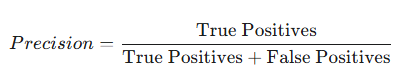 Precision = True Positives / True Positives + False Positives